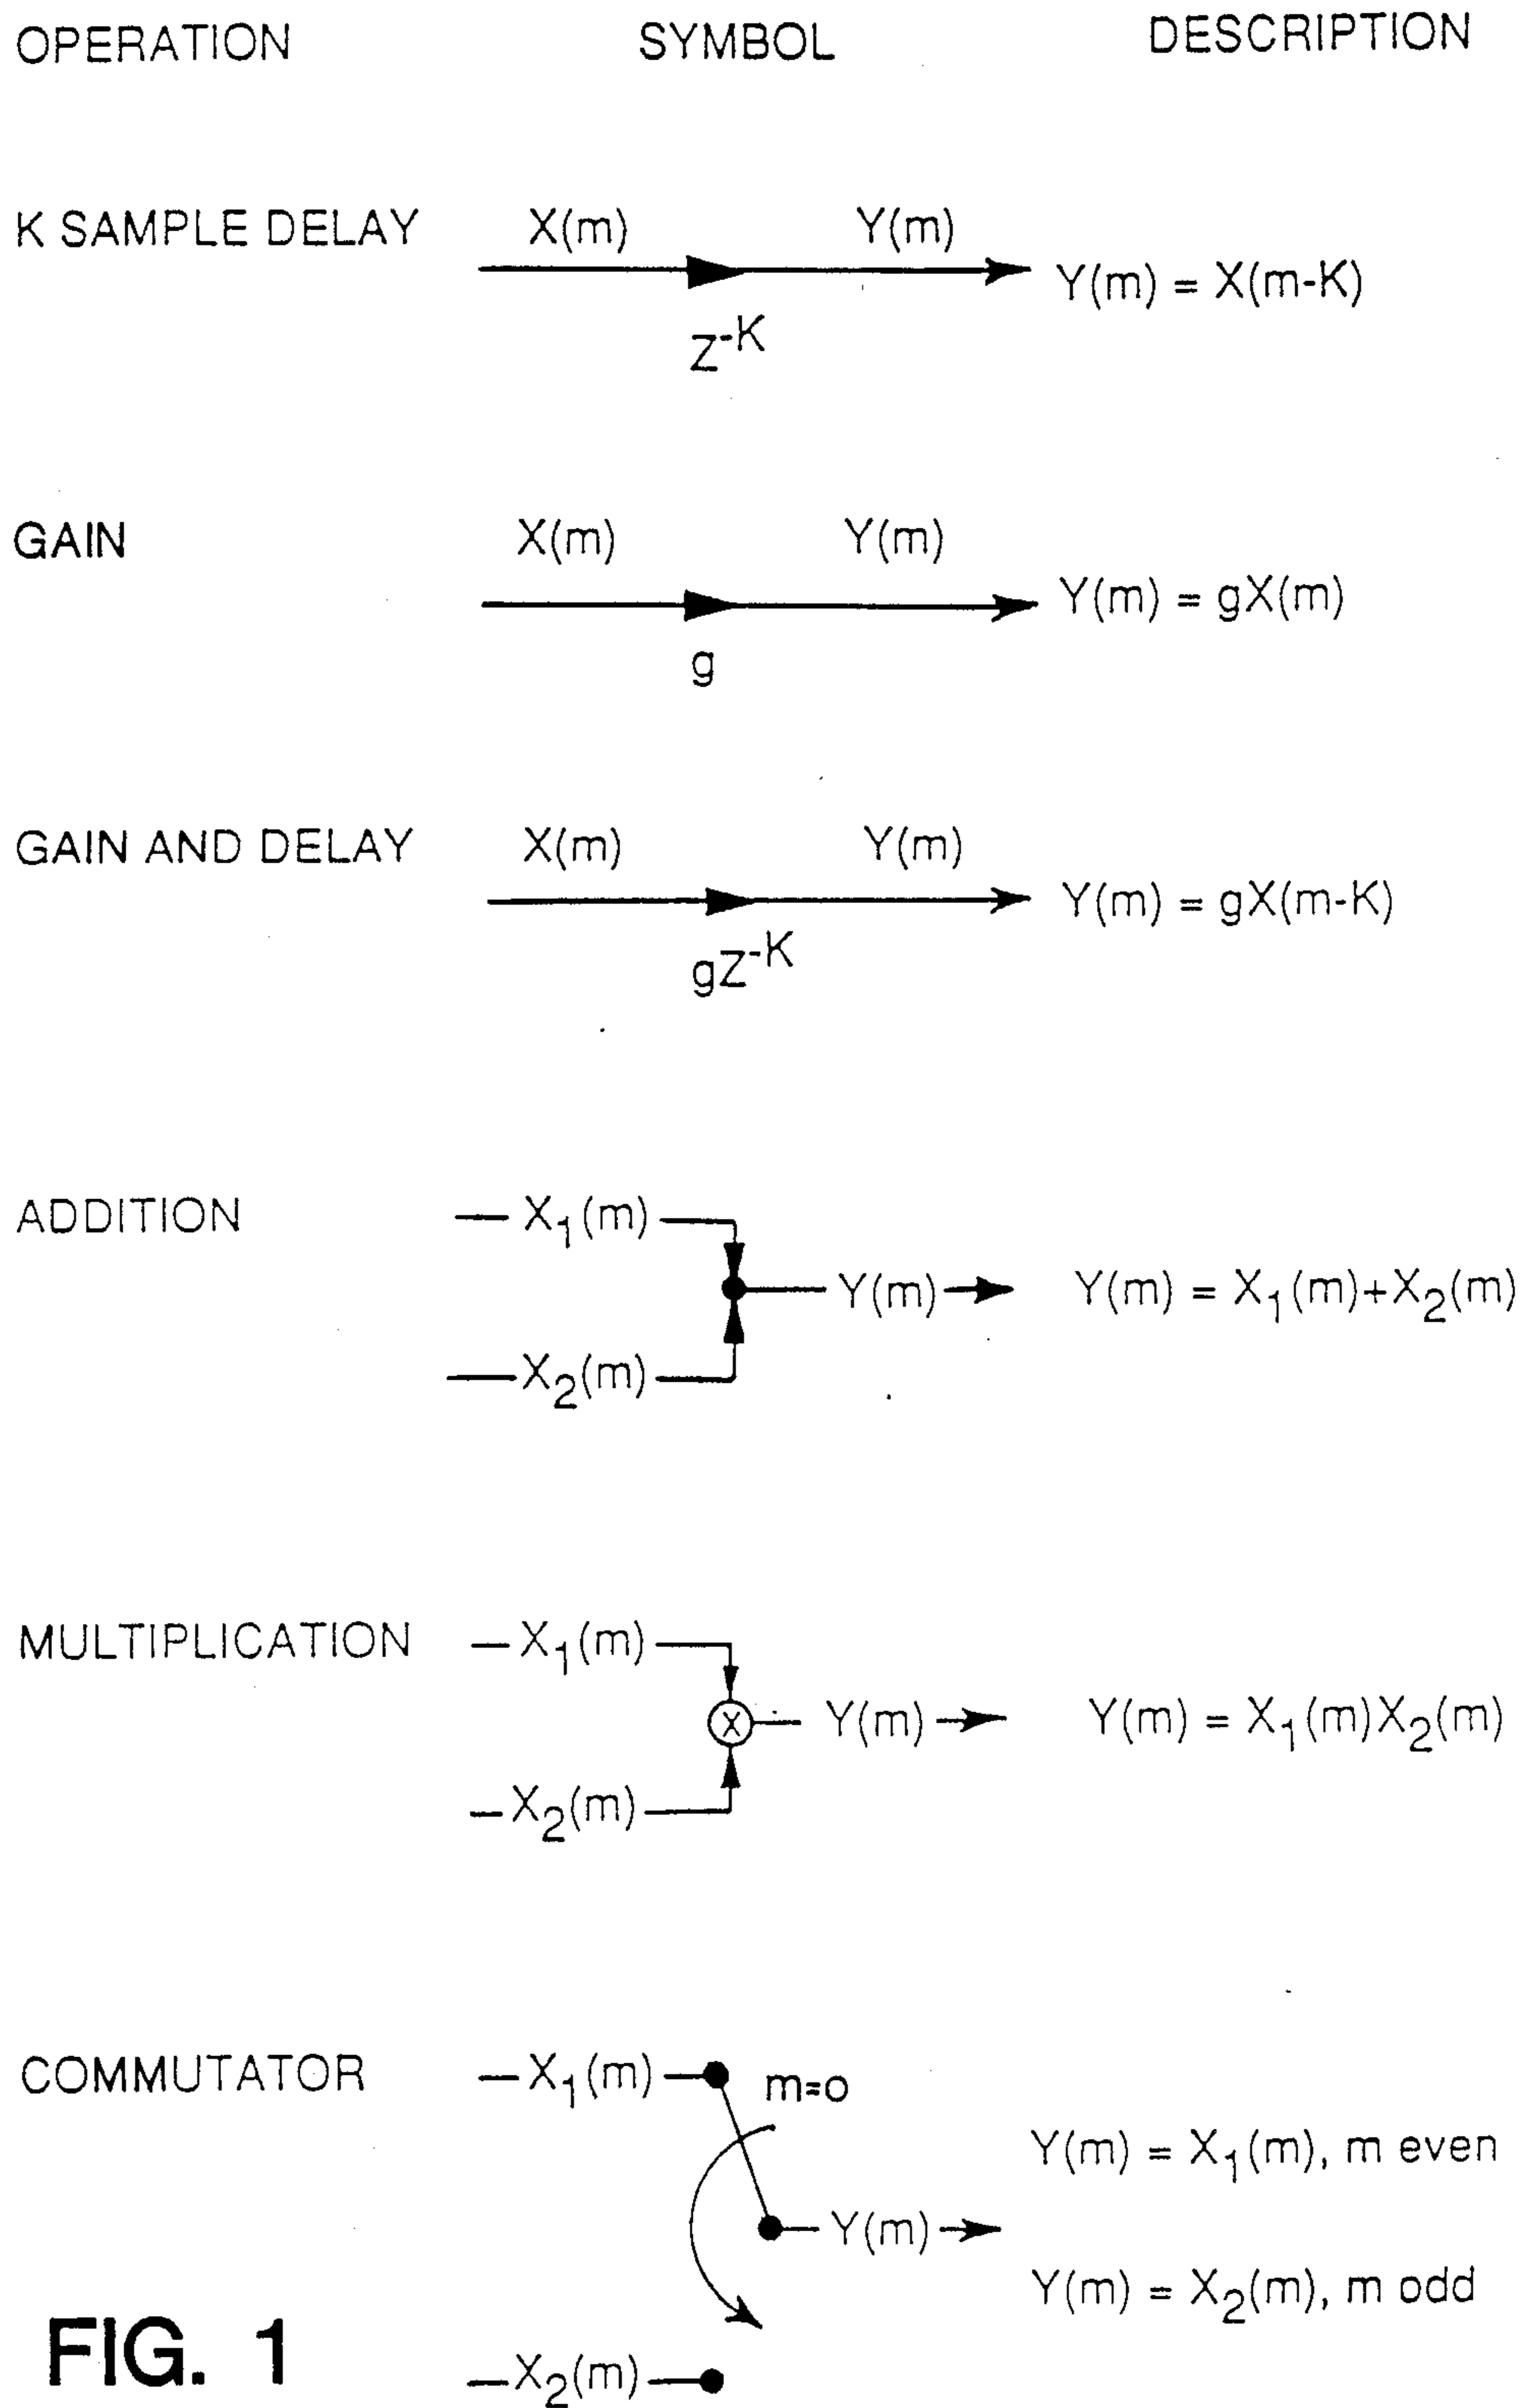 OPERATION SYMBOL DESCRIPTION
K SAMPLE DELAY X(m) Y(m) Y(m) = X(m-K)
Z⁻ᴷ
GAIN X(m) Y(m) Y(m) = gX(m)
g
GAIN AND DELAY X(m) Y(m) Y(m) = gX(m-K)
gZ⁻ᴷ
ADDITION X₁(m)
Y(m) Y(m) = X₁(m)+X₂(m)
X₂(m)
MULTIPLICATION X₁(m)
X Y(m) Y(m) = X₁(m)X₂(m)
X₂(m)
COMMUTATOR X₁(m) m=o
Y(m) = X₁(m), m even
Y(m)
Y(m) = X₂(m), m odd
X₂(m)
FIG. 1